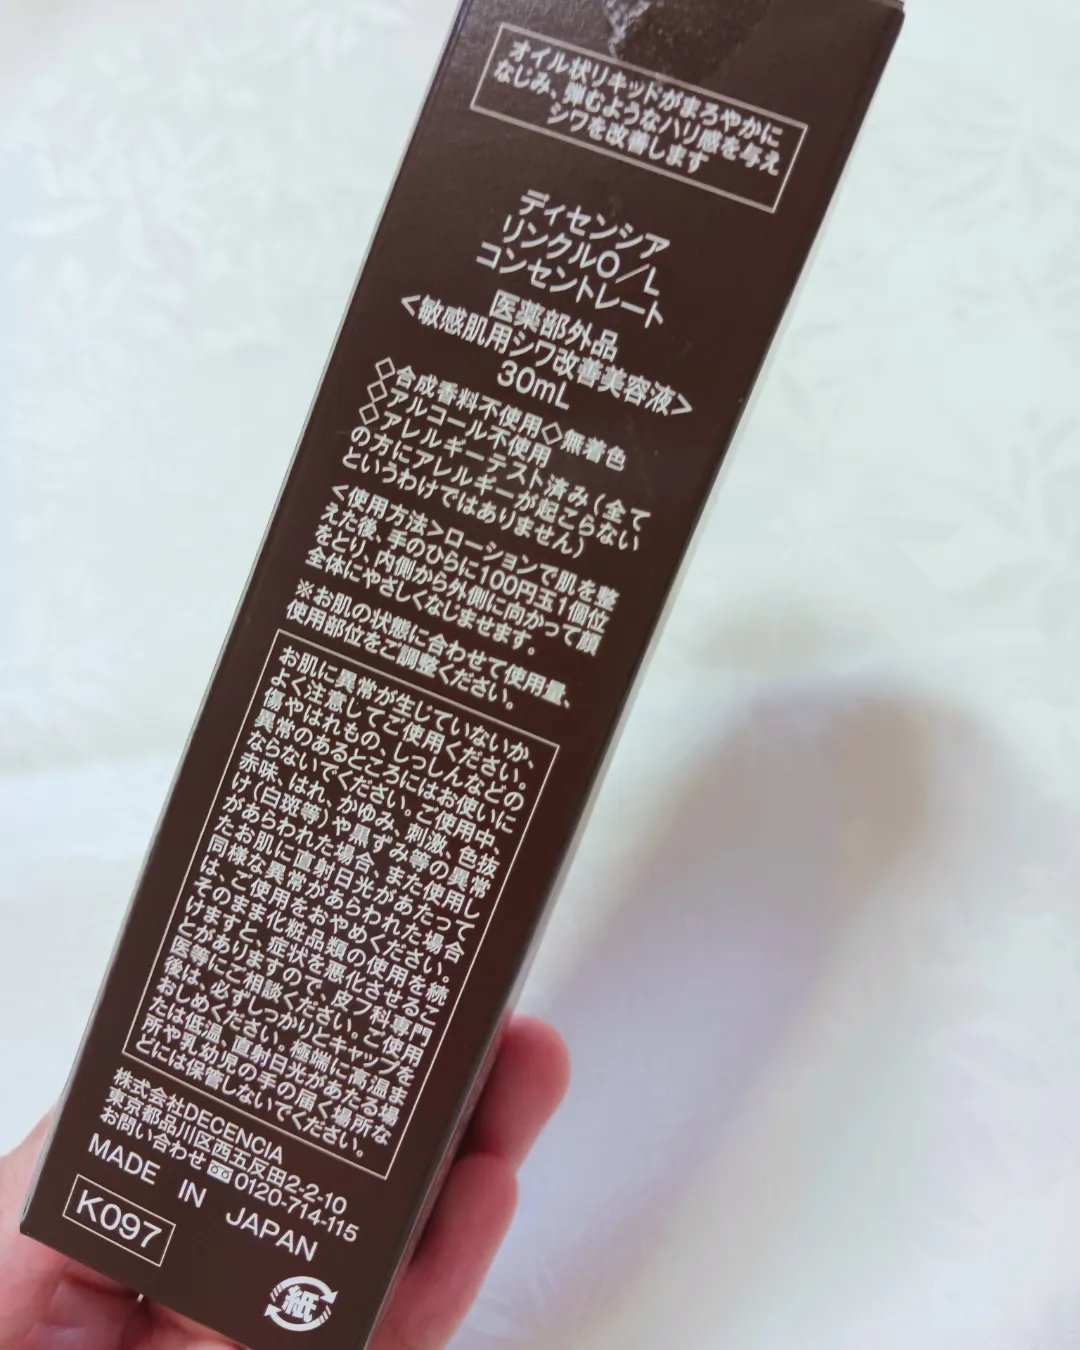 オイル状リキッドがまろやかに
なじみ、弾むようなハリ感を与え
シワを改善します
ディセンシア
リンクルO/L
コンセントレート
医薬部外品
<敏感肌用シワ改善美容液>
30mL
◇合成香料不使用◇無着色
◇アルコール不使用
◇アレルギーテスト済み(全て
の方にアレルギーが起こらない
というわけではありません)
<使用方法>ローションで肌を整
えた後、手のひらに100円玉1個位
をとり、内側から外側に向かって顔
全体にやさしくなじませます。
※お肌の状態に合わせて使用量、
使用部位をご調整ください。
お肌に異常が生じていないか、
よく注意してご使用ください。
傷やはれもの、しっしんなどの
異常のあるところにはお使いに
ならないでください。ご使用中、
赤味、はれ、かゆみ、刺激、色抜
け(白斑等)や黒ずみ等の異常
があらわれた場合、また使用し
たお肌に直射日光があたって
同様な異常があらわれた場合
は、ご使用をおやめください。
そのまま化粧品類の使用を続
けますと、症状を悪化させるこ
とがありますので、皮フ科専門
医等にご相談ください。ご使用
後は、必ずしっかりとキャップを
おしめください。極端に高温ま
たは低温、直射日光があたる場
所や乳幼児の手の届く場所な
どには保管しないでください。
株式会社DECENCIA
東京都品川区西五反田2-2-10
お問い合わせ 0120-714-115
MADE IN JAPAN
K097
紙